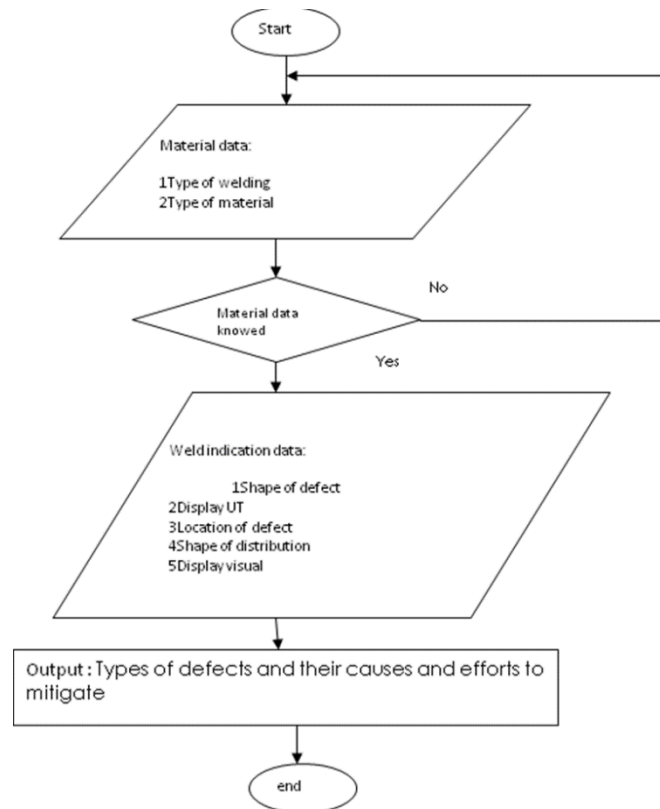 Start
Material data:
1Type of welding
2Type of material
No
Material data
knowed
Yes
Weld indication data:
1Shape of defect
2Display UT
3Location of defect
4Shape of distribution
5Display visual
Output : Types of defects and their causes and efforts to
mitigate
end